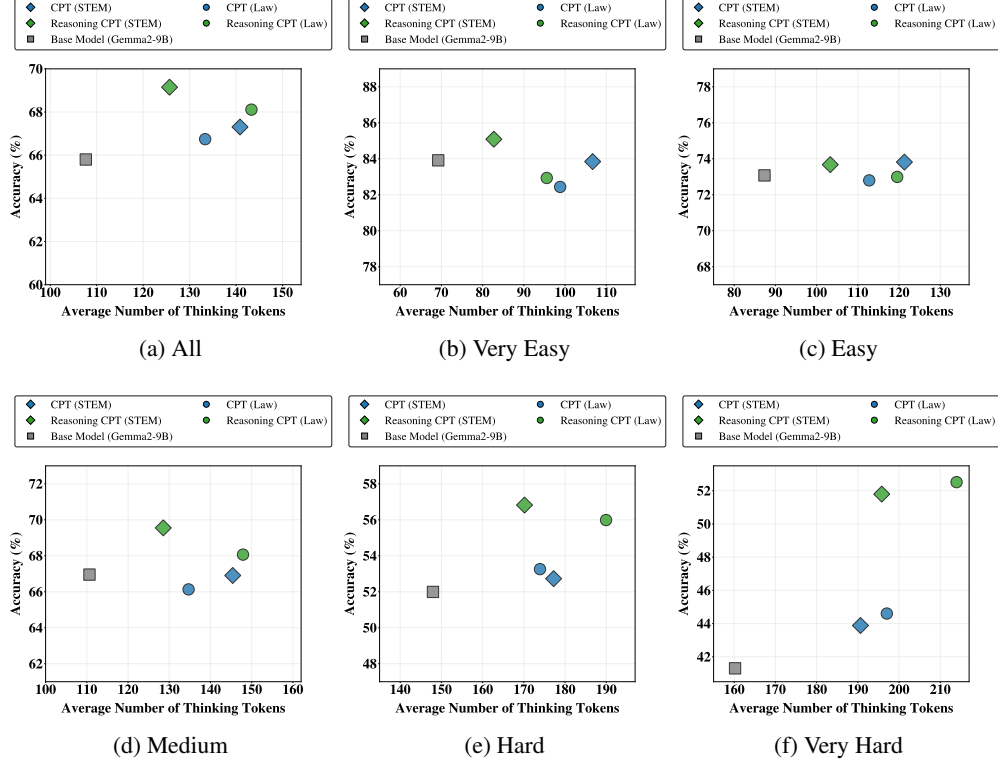 CPT (STEM) CPT (Law) CPT (STEM) CPT (Law) CPT (STEM) CPT (Law)
Reasoning CPT (STEM) Reasoning CPT (Law) Reasoning CPT (STEM) Reasoning CPT (Law) Reasoning CPT (STEM) Reasoning CPT (Law)
Base Model (Gemma2-9B) Base Model (Gemma2-9B) Base Model (Gemma2-9B)
Accuracy (%)
70
68
66
64
62
60
100 110 120 130 140 150
Average Number of Thinking Tokens
(a) All
Accuracy (%)
88
86
84
82
80
78
60 70 80 90 100 110
Average Number of Thinking Tokens
(b) Very Easy
Accuracy (%)
78
76
74
72
70
68
80 90 100 110 120 130
Average Number of Thinking Tokens
(c) Easy
CPT (STEM) CPT (Law) CPT (STEM) CPT (Law) CPT (STEM) CPT (Law)
Reasoning CPT (STEM) Reasoning CPT (Law) Reasoning CPT (STEM) Reasoning CPT (Law) Reasoning CPT (STEM) Reasoning CPT (Law)
Base Model (Gemma2-9B) Base Model (Gemma2-9B) Base Model (Gemma2-9B)
Accuracy (%)
72
70
68
66
64
62
100 110 120 130 140 150 160
Average Number of Thinking Tokens
(d) Medium
Accuracy (%)
58
56
54
52
50
48
140 150 160 170 180 190
Average Number of Thinking Tokens
(e) Hard
Accuracy (%)
52
50
48
46
44
42
160 170 180 190 200 210
Average Number of Thinking Tokens
(f) Very Hard